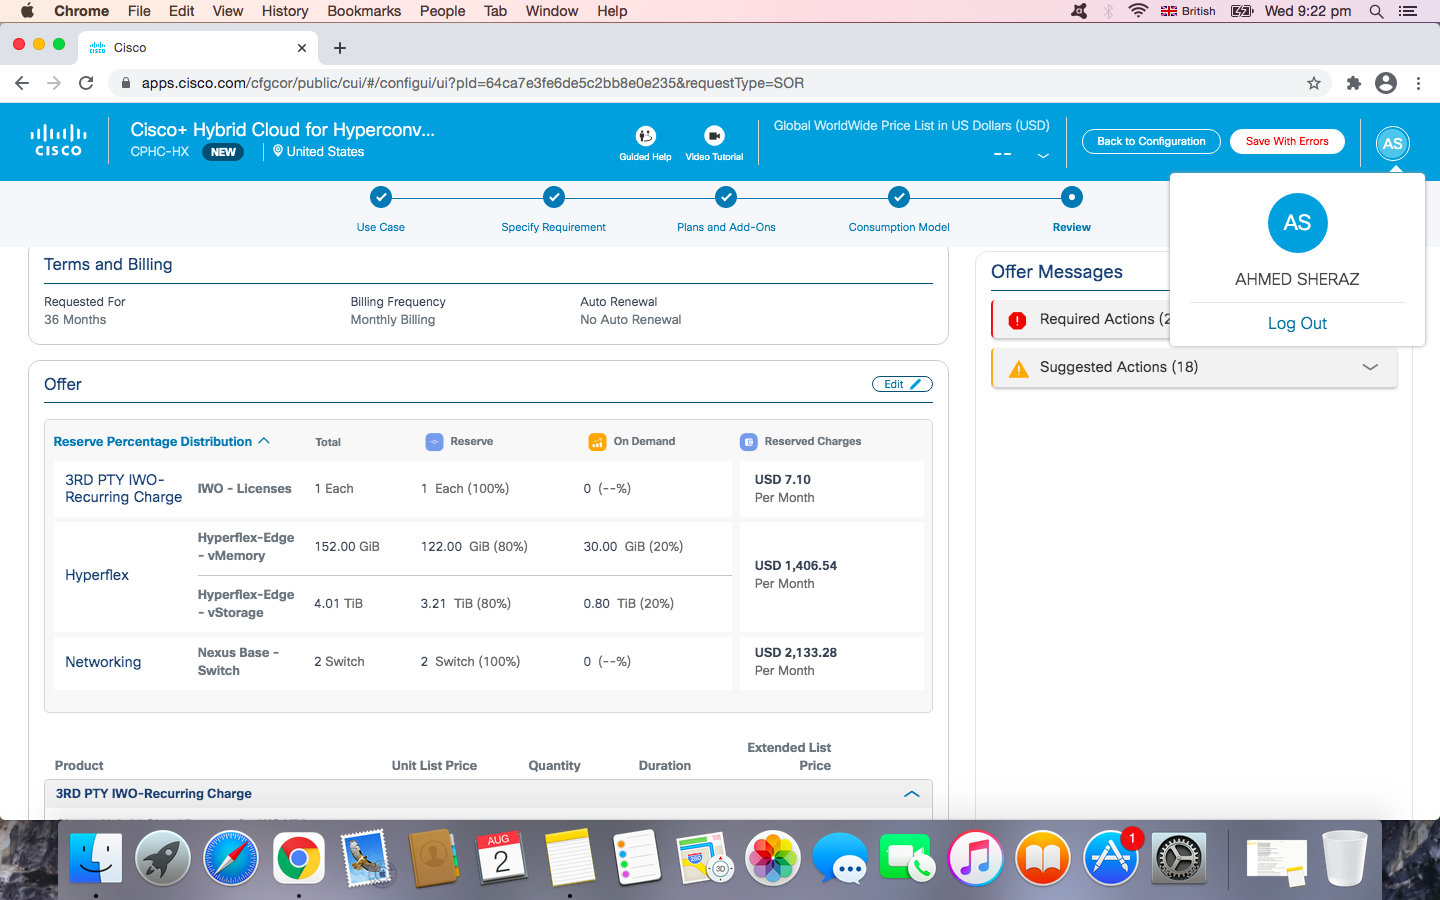 Chrome File Edit View History Bookmarks People Tab Window Help British Wed 9:22 pm
Cisco
apps.cisco.com/cfgcor/public/cui/#/configui/ui?pId=64ca7e3fe6de5c2bb8e0e235&requestType=SOR
CISCO
Cisco+ Hybrid Cloud for Hyperconv...
CPHC-HX NEW United States
Guided Help Video Tutorial
Global WorldWide Price List in US Dollars (USD)
--
Back to Configuration Save With Errors AS
Use Case Specify Requirement Plans and Add-Ons Consumption Model Review
AS
AHMED SHERAZ
Log Out
Terms and Billing
Requested For Billing Frequency Auto Renewal
36 Months Monthly Billing No Auto Renewal
Offer Messages
Required Actions (2
Suggested Actions (18)
Offer Edit
Reserve Percentage Distribution Total Reserve On Demand Reserved Charges
3RD PTY IWO-
Recurring Charge
IWO - Licenses 1 Each 1 Each (100%) 0 (--%)
USD 7.10
Per Month
Hyperflex
Hyperflex-Edge
- vMemory
152.00 GiB 122.00 GiB (80%) 30.00 GiB (20%)
USD 1,406.54
Per Month
Hyperflex-Edge
- vStorage
4.01 TiB 3.21 TiB (80%) 0.80 TiB (20%)
Networking
Nexus Base -
Switch
2 Switch 2 Switch (100%) 0 (--%)
USD 2,133.28
Per Month
Product Unit List Price Quantity Duration Extended List
Price
3RD PTY IWO-Recurring Charge
AUG
2
280
3D
1